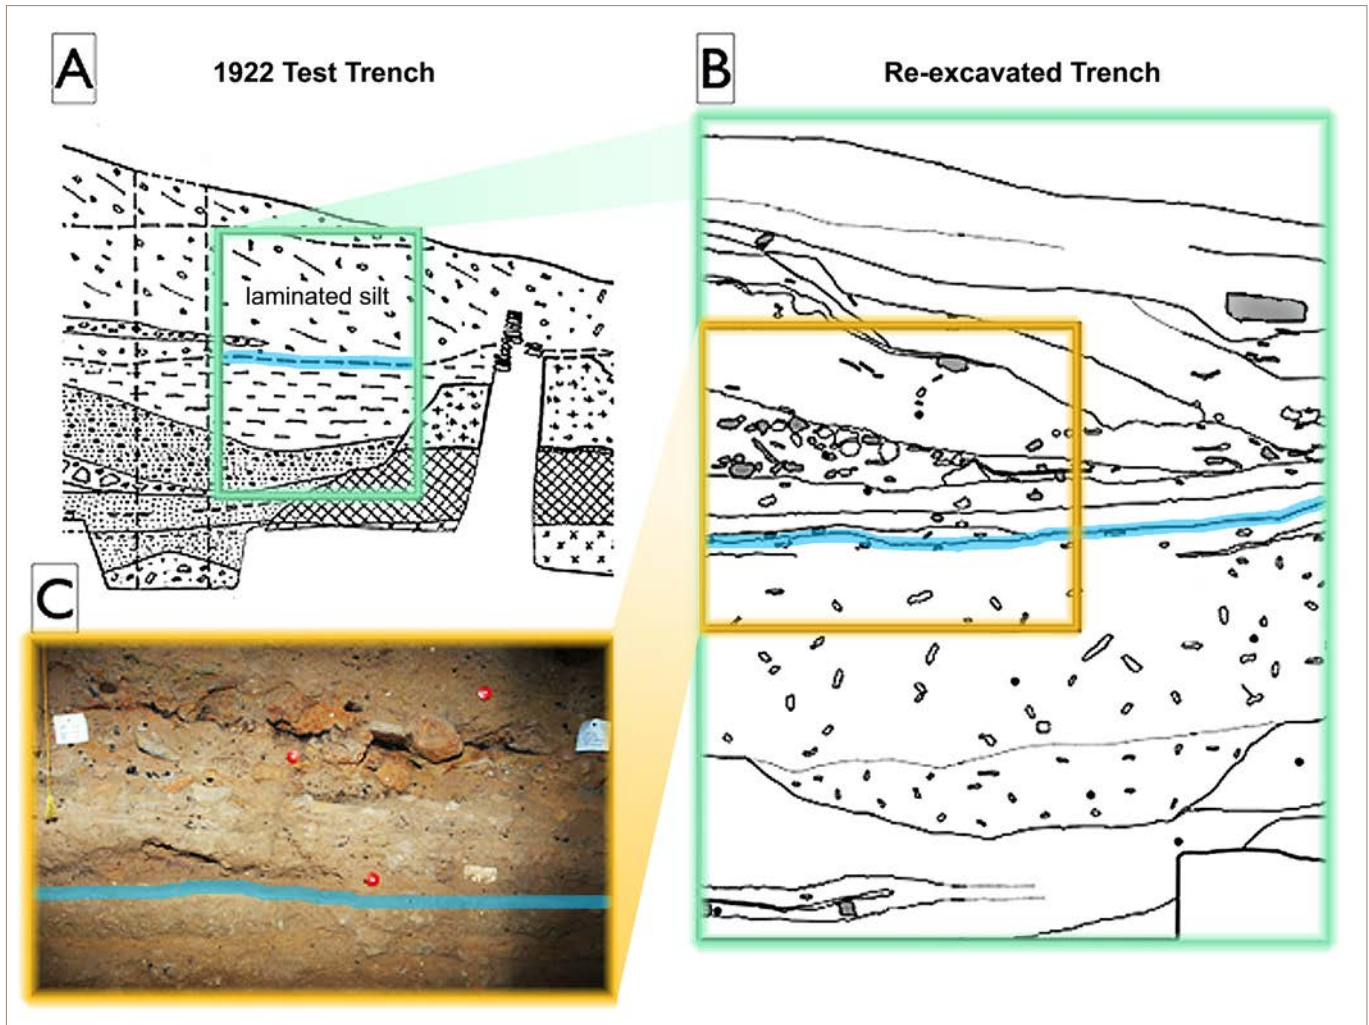 A
1922 Test Trench
B
Re-excavated Trench
laminated silt
C